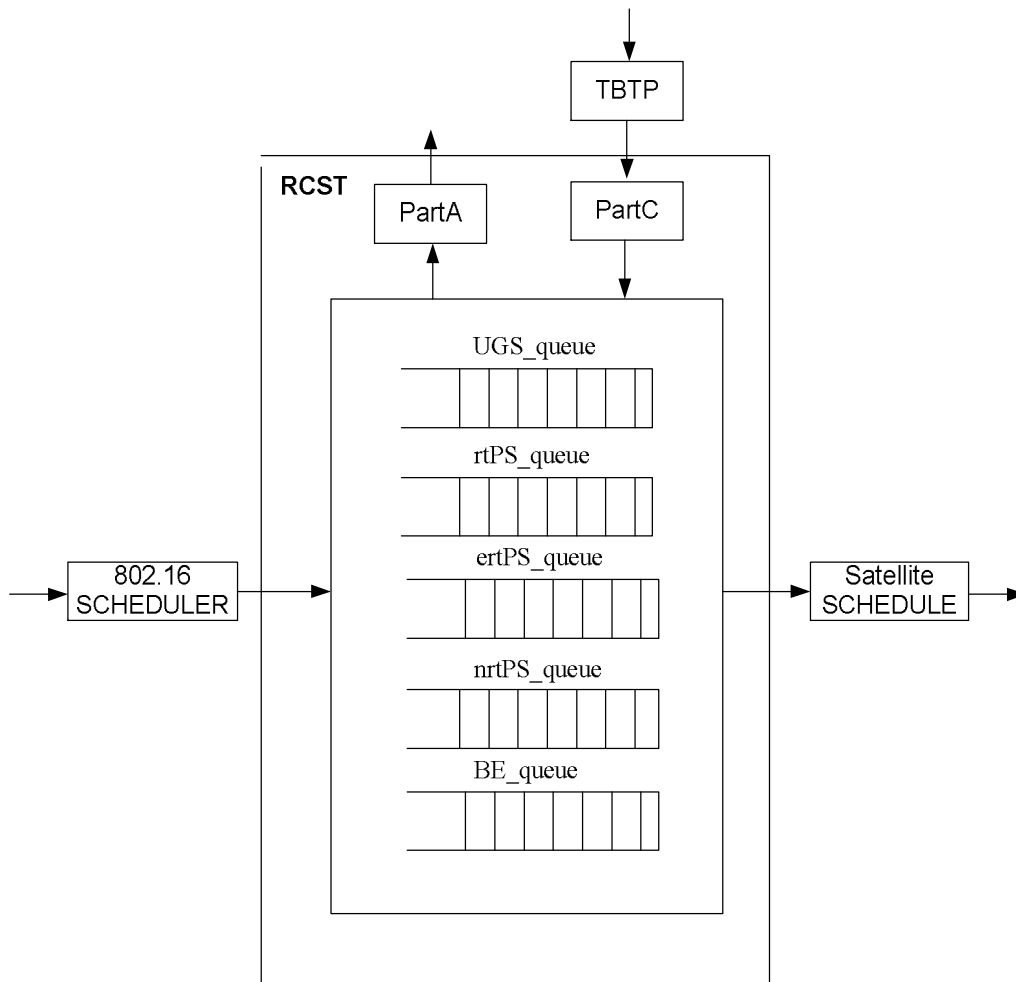 TBTP
RCST
PartA
PartC
UGS_queue
rtPS_queue
ertPS_queue
802.16
SCHEDULER
Satellite
SCHEDULE
nrtPS_queue
BE_queue